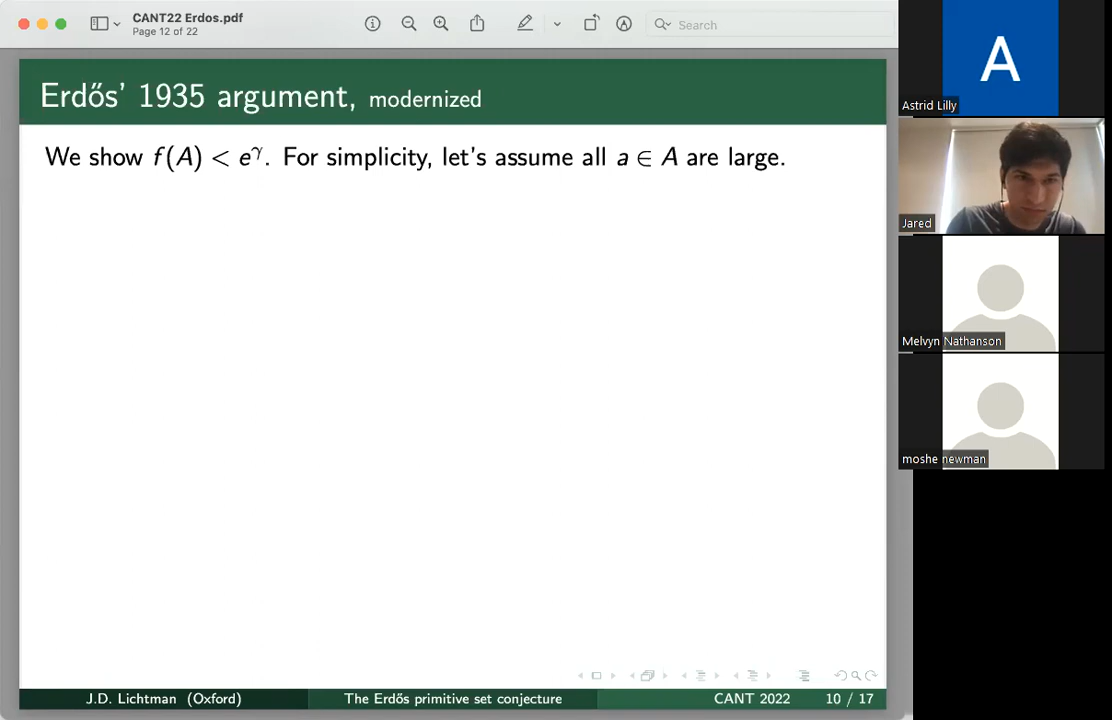 CANT22 Erdos.pdf
Page 12 of 22
Search
Erdős' 1935 argument, modernized
We show f(A) < e^γ. For simplicity, let's assume all a ∈ A are large.
J.D. Lichtman (Oxford)
The Erdős primitive set conjecture
CANT 2022
10 / 17
A
Astrid Lilly
Jared
Melvyn Nathanson
moshe newman